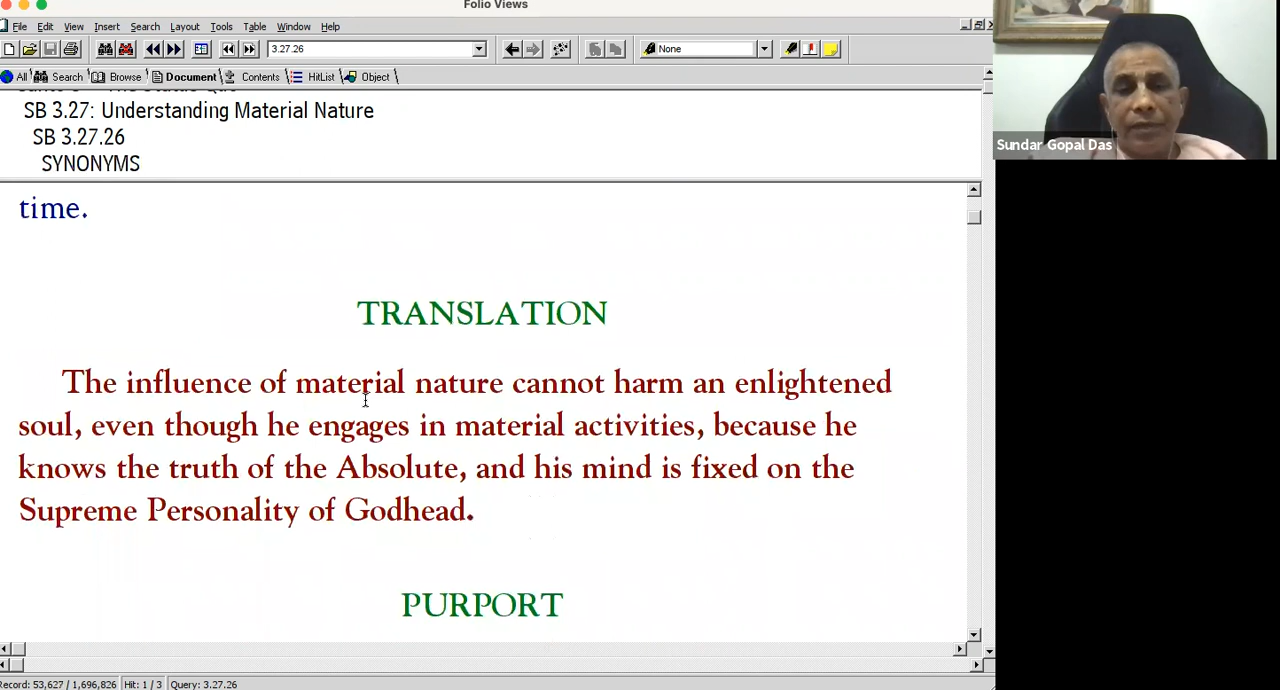 Folio Views
File Edit View Insert Search Layout Tools Table Window Help
3.27.26 None
All Search Browse Document Contents HitList Object
SB 3.27: Understanding Material Nature
SB 3.27.26
SYNONYMS
Sundar Gopal Das
time.
TRANSLATION
The influence of material nature cannot harm an enlightened
soul, even though he engages in material activities, because he
knows the truth of the Absolute, and his mind is fixed on the
Supreme Personality of Godhead.
PURPORT
Record: 53,627 / 1,696,826 Hit: 1 / 3 Query: 3.27.26